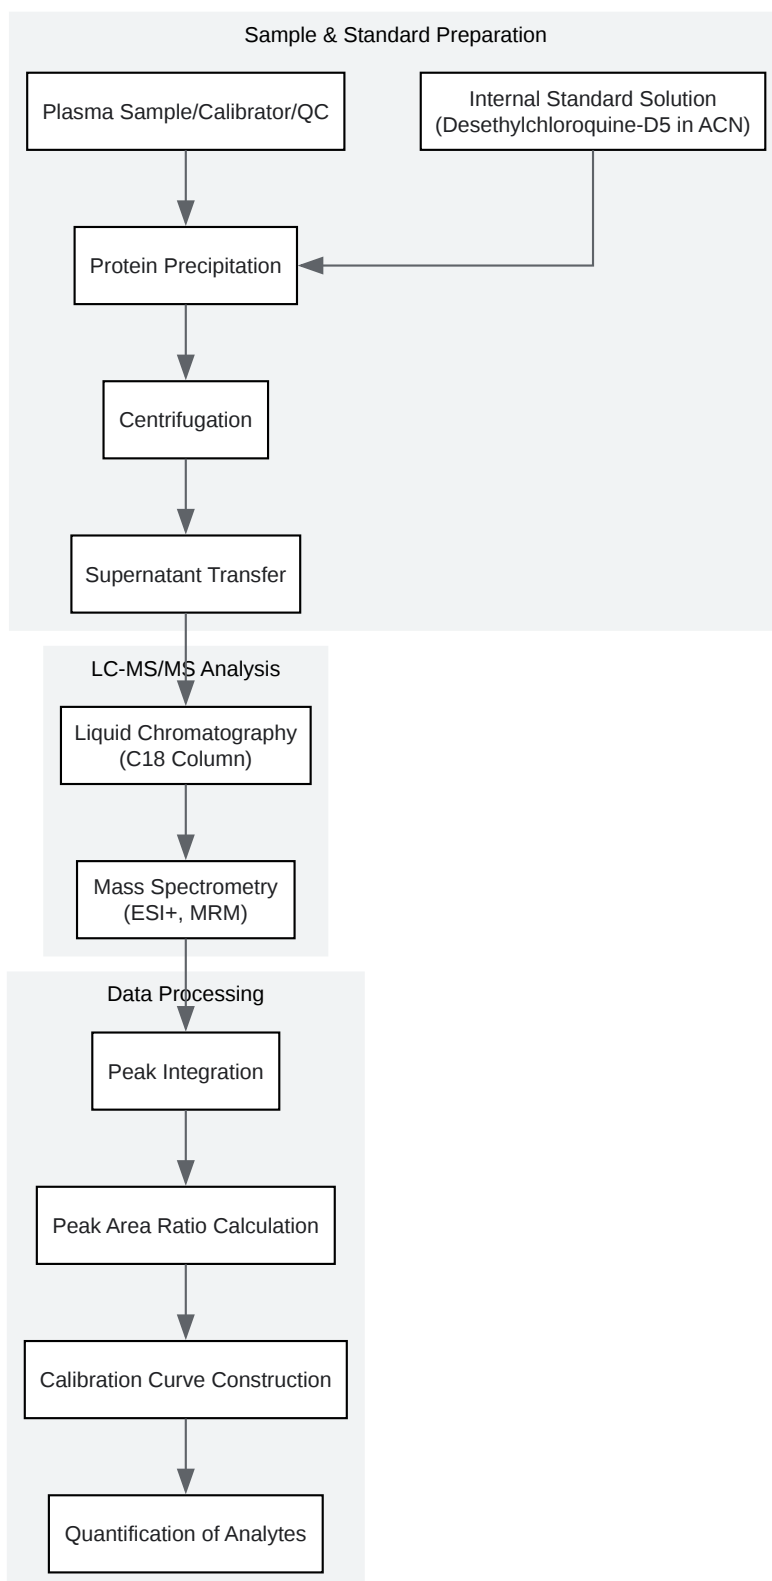 Sample & Standard Preparation
Plasma Sample/Calibrator/QC
Internal Standard Solution
(Desethylchloroquine-D5 in ACN)
Protein Precipitation
Centrifugation
Supernatant Transfer
LC-MS/MS Analysis
Liquid Chromatography
(C18 Column)
Mass Spectrometry
(ESI+, MRM)
Data Processing
Peak Integration
Peak Area Ratio Calculation
Calibration Curve Construction
Quantification of Analytes